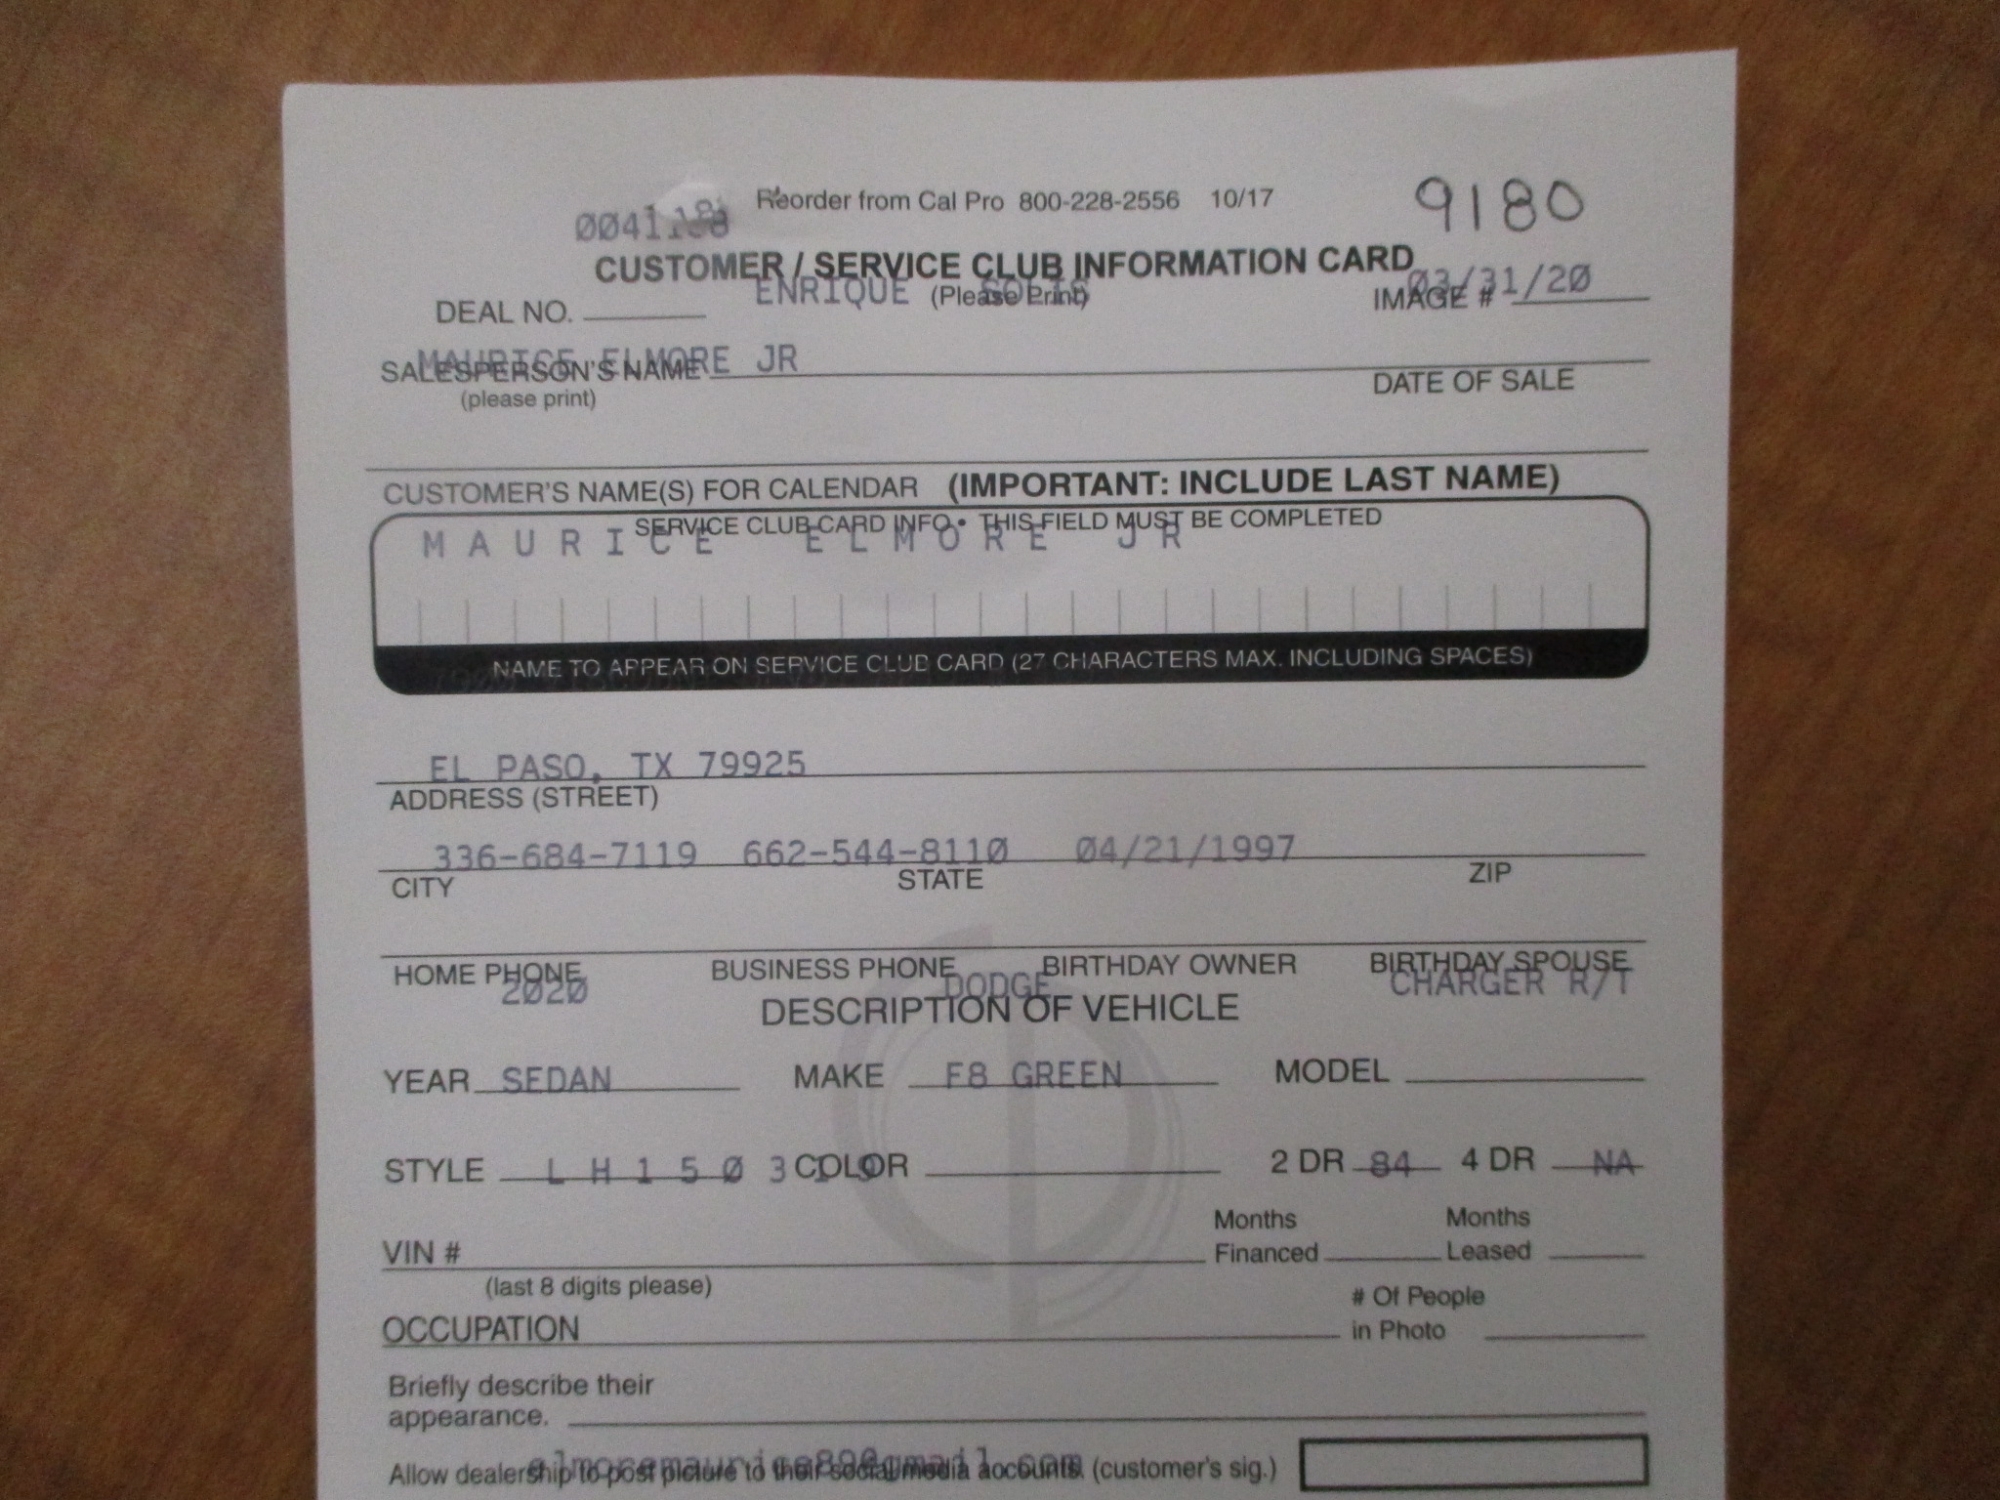 Reorder from Cal Pro 800-228-2556 10/17
9180
CUSTOMER / SERVICE CLUB INFORMATION CARD
03/31/20
ENRIQUE SOLIS (Please Print)
DEAL NO. IMAGE #
MAURICE ELMORE JR
SALESPERSON'S NAME
(please print)
DATE OF SALE
CUSTOMER'S NAME(S) FOR CALENDAR (IMPORTANT: INCLUDE LAST NAME)
SERVICE CLUB CARD INFO • THIS FIELD MUST BE COMPLETED
MAURICE ELMORE JR
NAME TO APPEAR ON SERVICE CLUB CARD (27 CHARACTERS MAX. INCLUDING SPACES)
EL PASO, TX 79925
ADDRESS (STREET)
336-684-7119 662-544-8110 04/21/1997
CITY STATE ZIP
HOME PHONE BUSINESS PHONE BIRTHDAY OWNER BIRTHDAY SPOUSE
2020 DODGE CHARGER R/T
DESCRIPTION OF VEHICLE
YEAR SEDAN MAKE F8 GREEN MODEL
STYLE COLOR 2 DR 84 4 DR NA
VIN # Months Financed Months Leased
(last 8 digits please)
OCCUPATION # Of People in Photo
Briefly describe their
appearance.
Allow dealership to post picture to their social media accounts. (customer's sig.)